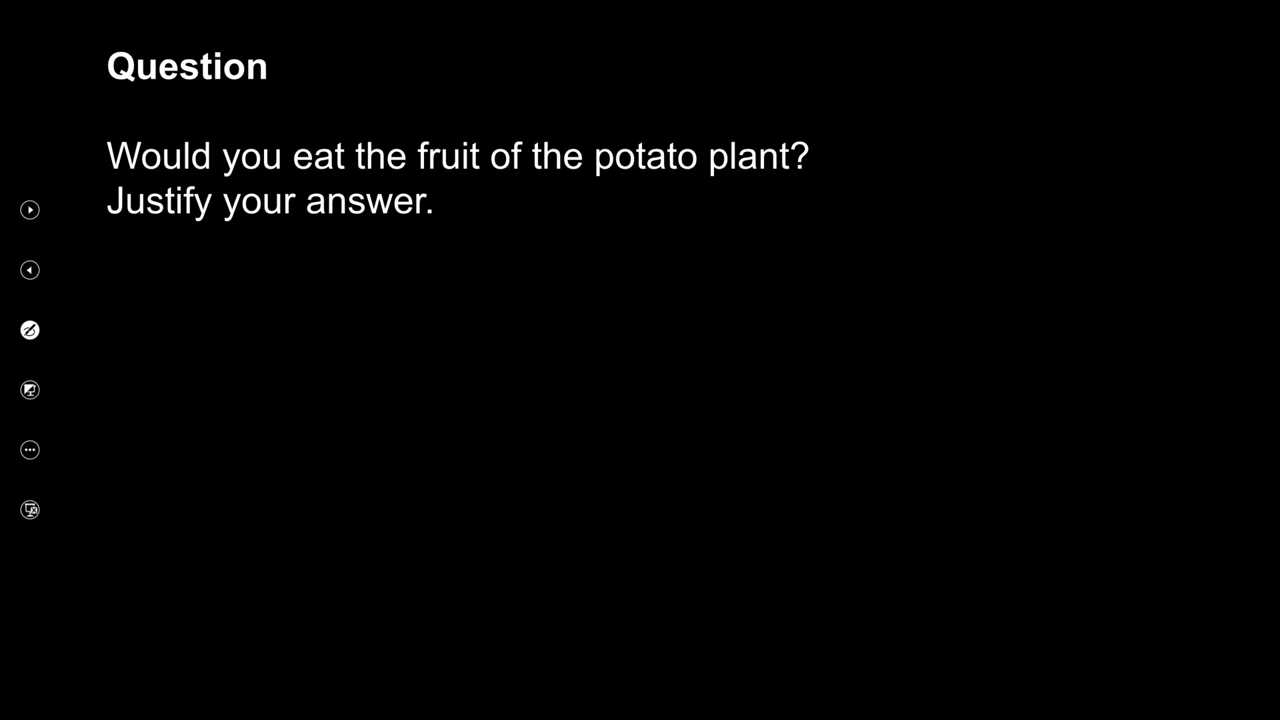 Question
Would you eat the fruit of the potato plant?
Justify your answer.